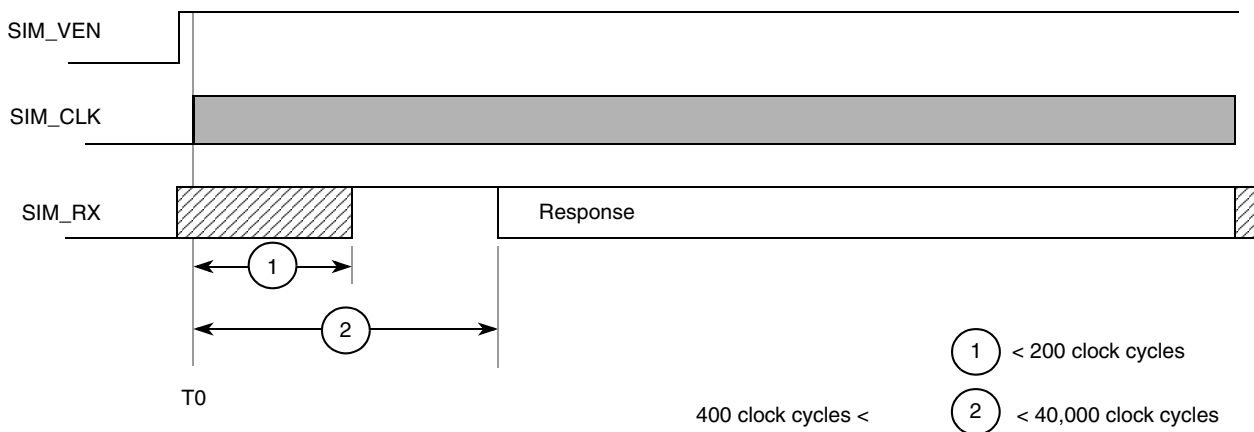 SIM_VEN
SIM_CLK
SIM_RX
Response
1
2
T0
1 < 200 clock cycles
400 clock cycles < 2 < 40,000 clock cycles